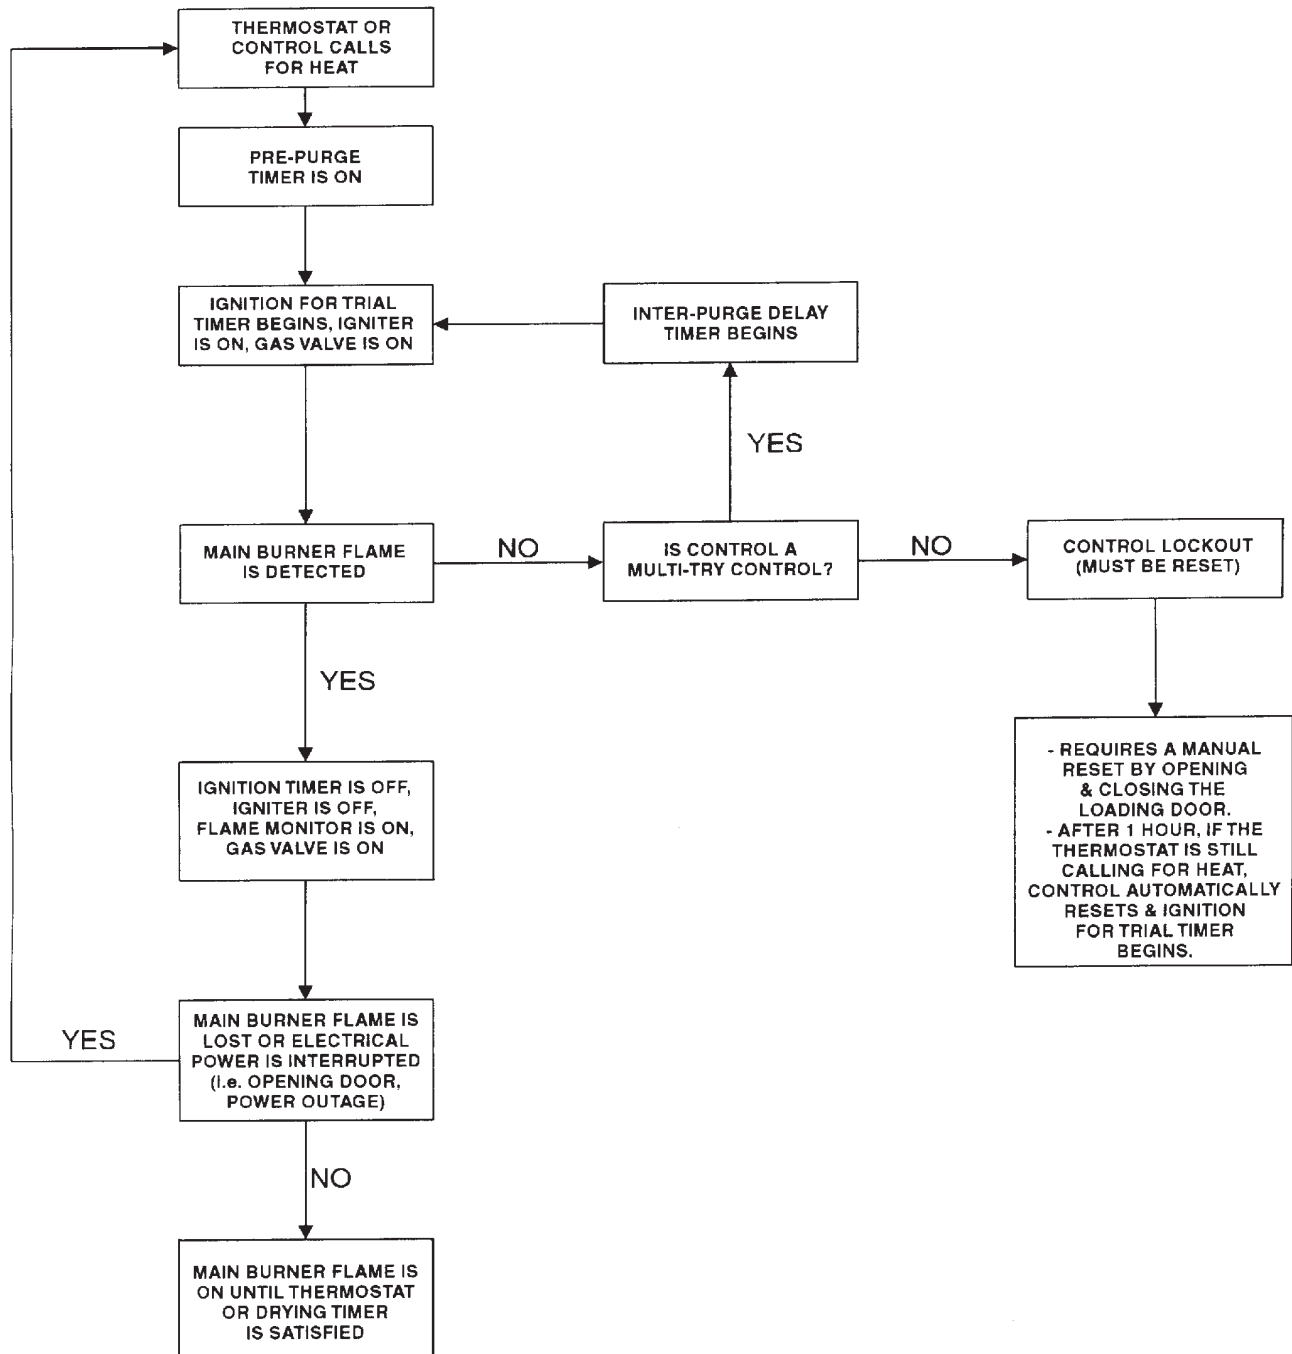 THERMOSTAT OR
CONTROL CALLS
FOR HEAT
PRE-PURGE
TIMER IS ON
IGNITION FOR TRIAL
TIMER BEGINS, IGNITER
IS ON, GAS VALVE IS ON
INTER-PURGE DELAY
TIMER BEGINS
YES
MAIN BURNER FLAME
IS DETECTED
NO
IS CONTROL A
MULTI-TRY CONTROL?
NO
CONTROL LOCKOUT
(MUST BE RESET)
YES
- REQUIRES A MANUAL
RESET BY OPENING
& CLOSING THE
LOADING DOOR.
- AFTER 1 HOUR, IF THE
THERMOSTAT IS STILL
CALLING FOR HEAT,
CONTROL AUTOMATICALLY
RESETS & IGNITION
FOR TRIAL TIMER
BEGINS.
IGNITION TIMER IS OFF,
IGNITER IS OFF,
FLAME MONITOR IS ON,
GAS VALVE IS ON
YES
MAIN BURNER FLAME IS
LOST OR ELECTRICAL
POWER IS INTERRUPTED
(i.e. OPENING DOOR,
POWER OUTAGE)
NO
MAIN BURNER FLAME IS
ON UNTIL THERMOSTAT
OR DRYING TIMER
IS SATISFIED